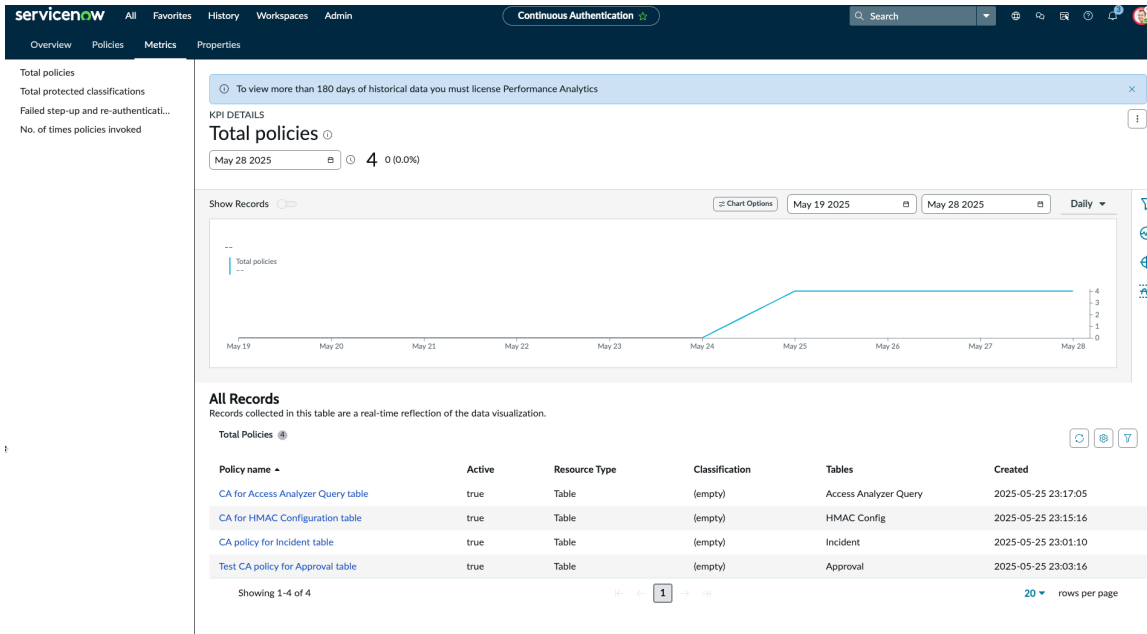 servicenow All Favorites History Workspaces Admin Continuous Authentication Search 3
Overview Policies Metrics Properties
Total policies
Total protected classifications
Failed step-up and re-authenticati...
No. of times policies invoked
To view more than 180 days of historical data you must license Performance Analytics
KPI DETAILS
Total policies
May 28 2025 4 0 (0.0%)
Show Records Chart Options May 19 2025 May 28 2025 Daily
--
Total policies
--
4
3
2
1
0
May 19 May 20 May 21 May 22 May 23 May 24 May 25 May 26 May 27 May 28
All Records
Records collected in this table are a real-time reflection of the data visualization.
Total Policies 4
Policy name Active Resource Type Classification Tables Created
CA for Access Analyzer Query table true Table (empty) Access Analyzer Query 2025-05-25 23:17:05
CA for HMAC Configuration table true Table (empty) HMAC Config 2025-05-25 23:15:16
CA policy for Incident table true Table (empty) Incident 2025-05-25 23:01:10
Test CA policy for Approval table true Table (empty) Approval 2025-05-25 23:03:16
Showing 1-4 of 4 1 20 rows per page